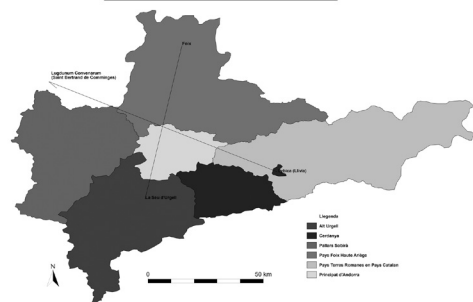 Foix
Lugdunum Convenarum
(Saint Bertrand de Comminges)
(Llívia)
La Seu d'Urgell
Llegenda
Alt Urgell
Cerdanya
Pallars Sobirà
Pays Foix Haute Ariège
Pays Terres Romanes en Pays Catalan
Principat d'Andorra
N
0
50 km